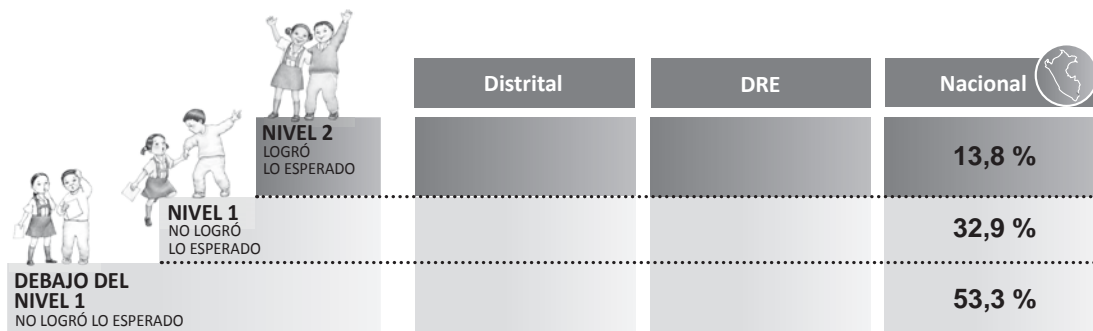 Distrital
DRE
Nacional
NIVEL 2
LOGRÓ
LO ESPERADO
13,8 %
NIVEL 1
NO LOGRÓ
LO ESPERADO
32,9 %
DEBAJO DEL
NIVEL 1
NO LOGRÓ LO ESPERADO
53,3 %